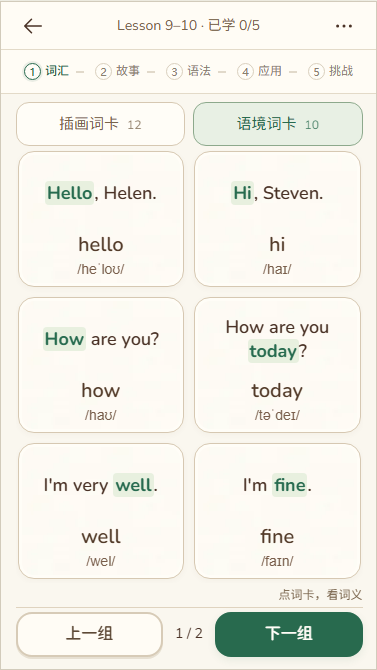 Lesson 9–10 · 已学 0/5
1 词汇 – 2 故事 – 3 语法 – 4 应用 – 5 挑战
插画词卡 12
语境词卡 10
Hello, Helen.
hello
/heˈloʊ/
Hi, Steven.
hi
/haɪ/
How are you?
how
/haʊ/
How are you
today?
today
/təˈdeɪ/
I'm very well.
well
/wel/
I'm fine.
fine
/faɪn/
点词卡，看词义
上一组
1 / 2
下一组